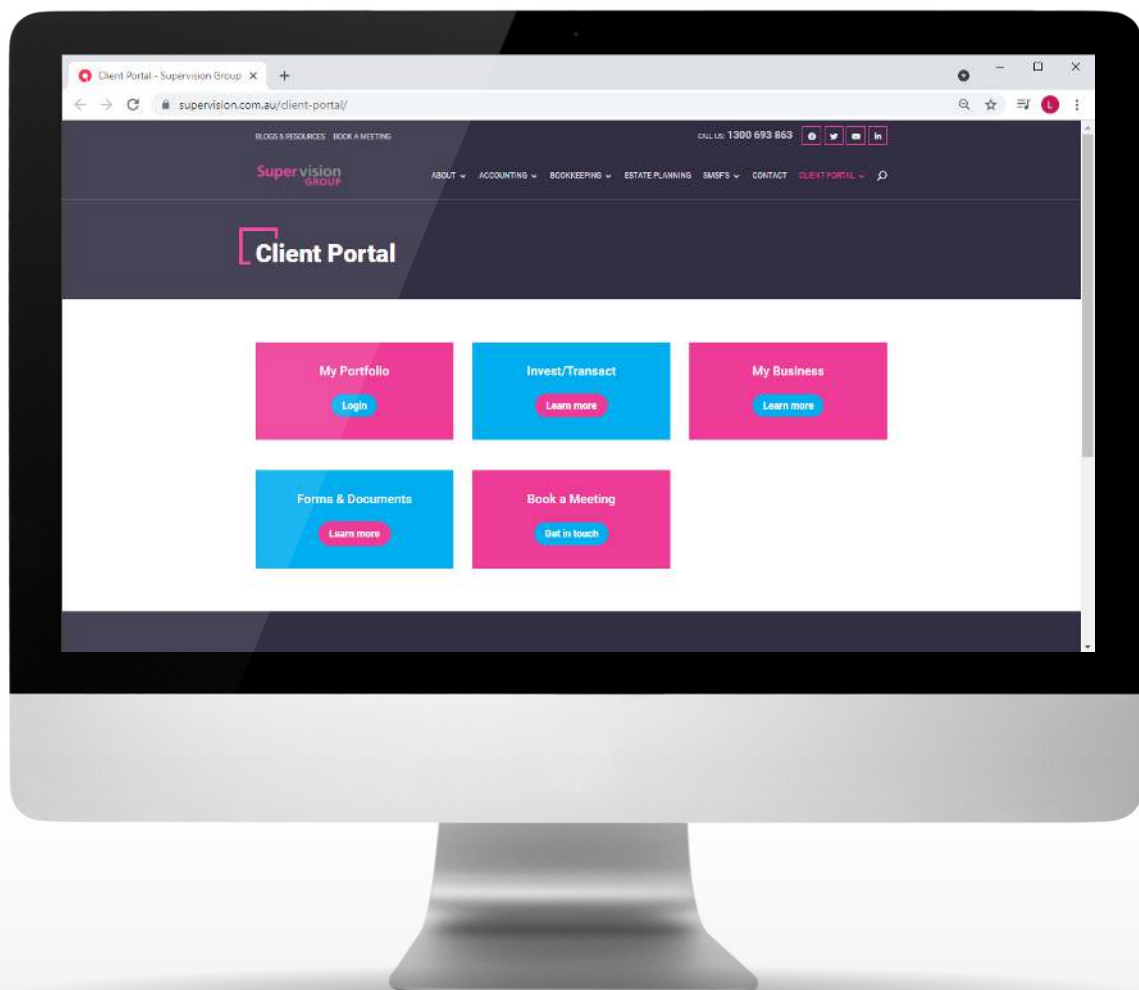 Client Portal - Supervision Group
supervision.com.au/client-portal/
L
BLOGS & RESOURCES BOOK A MEETING
CALL US: 1300 693 863
Supervision
GROUP
ABOUT ACCOUNTING BOOKKEEPING ESTATE PLANNING SMSF'S CONTACT CLIENT PORTAL
Client Portal
My Portfolio Invest/Transact My Business
Login Learn more Learn more
Forms & Documents Book a Meeting
Learn more Get in touch